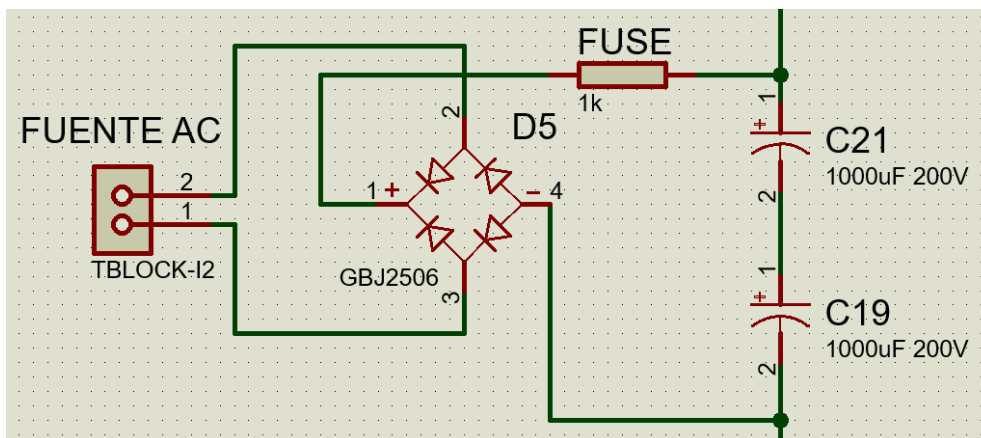 FUSE
1k
FUENTE AC
2
1
TBLOCK-I2
2
D5
1 + - 4
GBJ2506
3
1
+
C21
1000uF 200V
2
1
+
C19
1000uF 200V
2